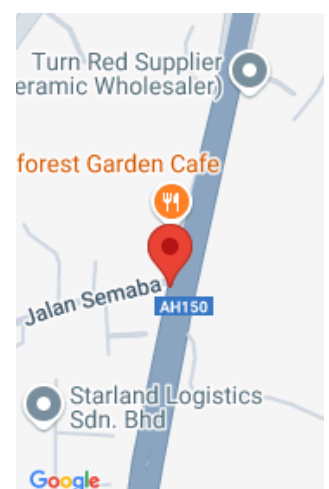 Turn Red Supplier
eramic Wholesaler)
forest Garden Cafe
Jalan Semaba
AH150
Starland Logistics
Sdn. Bhd
Google